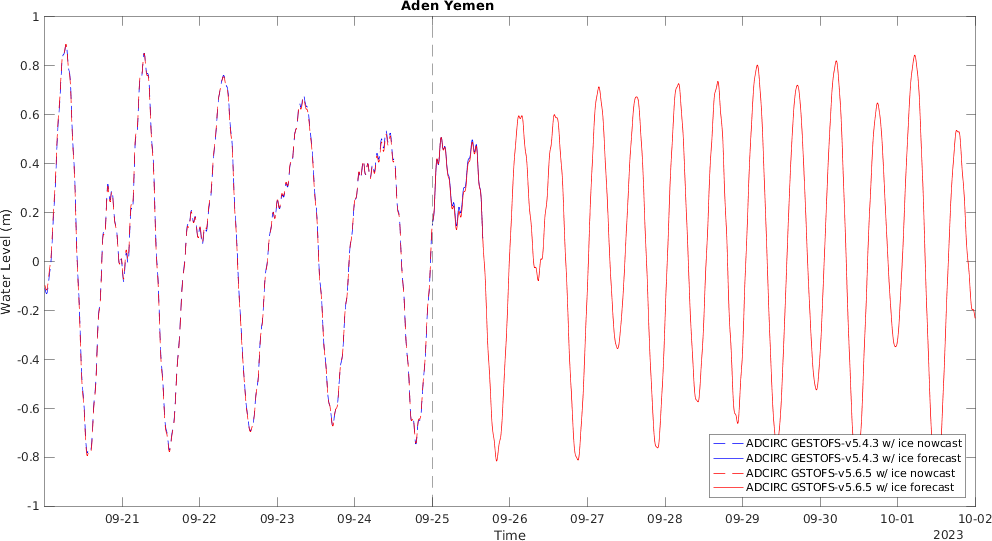 Aden Yemen
Water Level (m)
1
0.8
0.6
0.4
0.2
0
-0.2
-0.4
-0.6
-0.8
-1
09-21 09-22 09-23 09-24 09-25 09-26 09-27 09-28 09-29 09-30 10-01 10-02
Time
2023
ADCIRC GESTOFS-v5.4.3 w/ ice nowcast
ADCIRC GESTOFS-v5.4.3 w/ ice forecast
ADCIRC GSTOFS-v5.6.5 w/ ice nowcast
ADCIRC GSTOFS-v5.6.5 w/ ice forecast